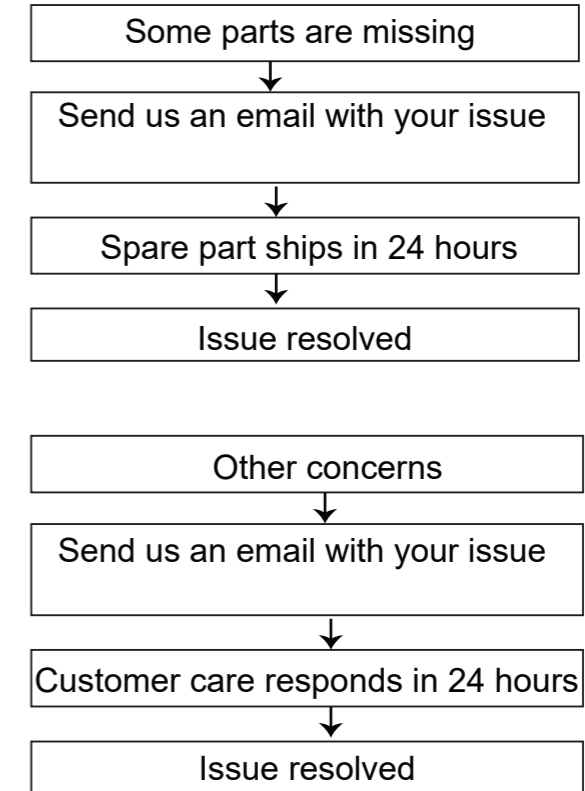 Some parts are missing
Send us an email with your issue
Spare part ships in 24 hours
Issue resolved
Other concerns
Send us an email with your issue
Customer care responds in 24 hours
Issue resolved